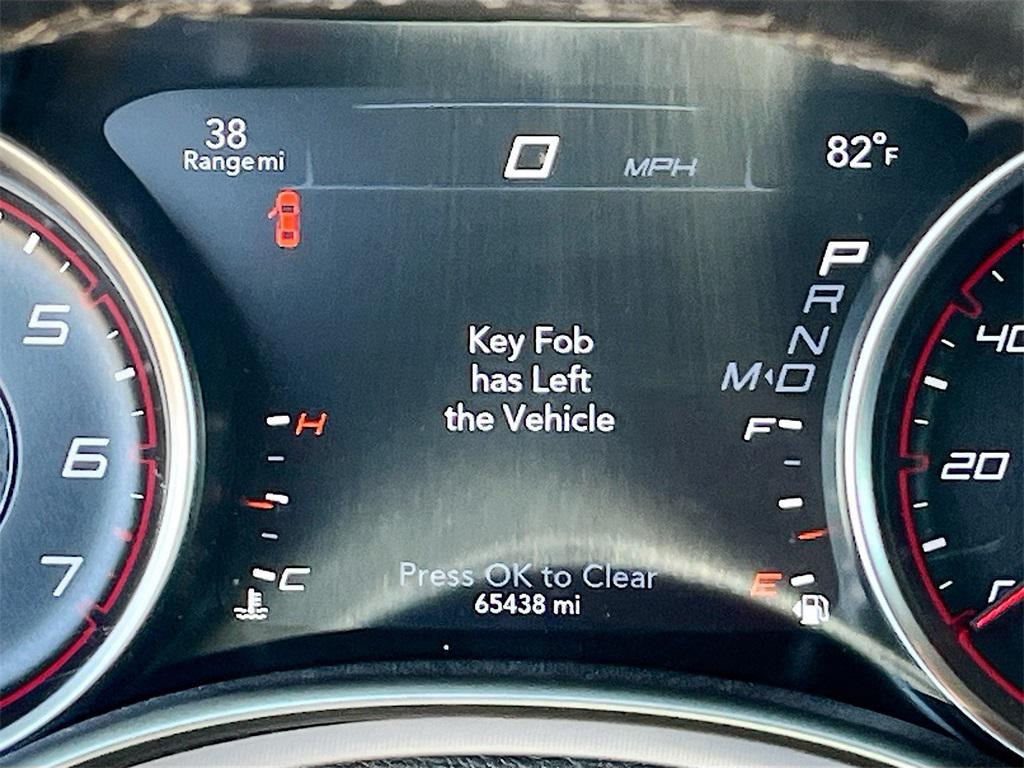 38
Range mi
0 MPH
82°F
P
R
N
M D
Key Fob
has Left
the Vehicle
H
F
5
6
7
40
20
0
C
E
Press OK to Clear
65438 mi